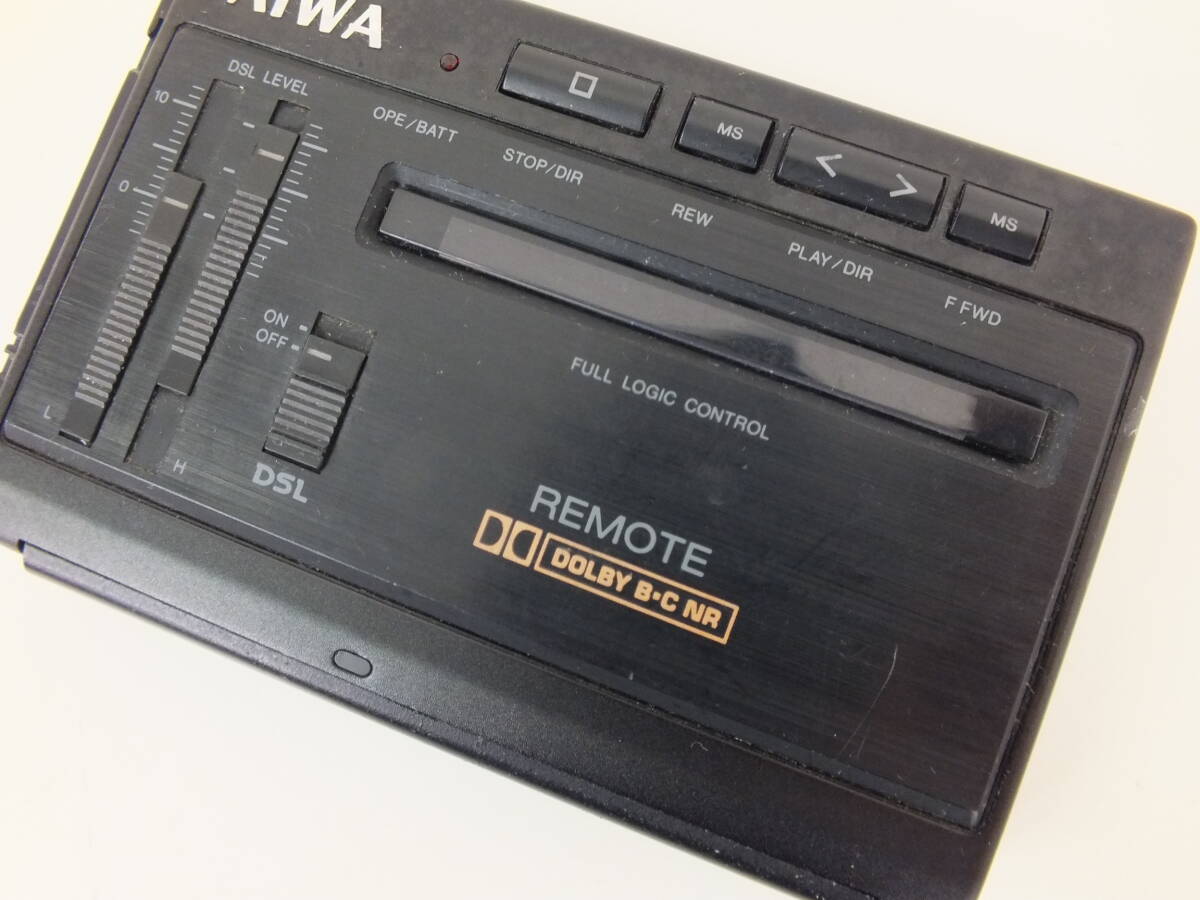 AIWA
DSL LEVEL
10
0
L
H
ON
OFF
DSL
OPE/BATT
STOP/DIR
REW
PLAY/DIR
F FWD
MS
< >
MS
FULL LOGIC CONTROL
REMOTE
DOLBY B•C NR